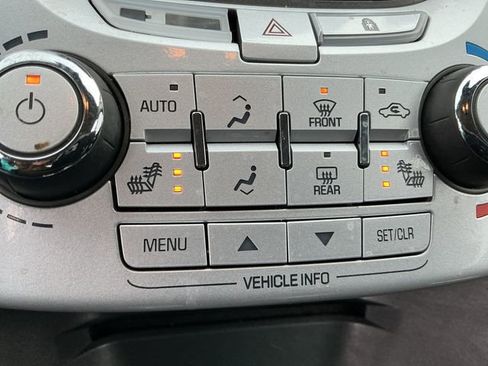 AUTO
FRONT
REAR
MENU
SET/CLR
VEHICLE INFO